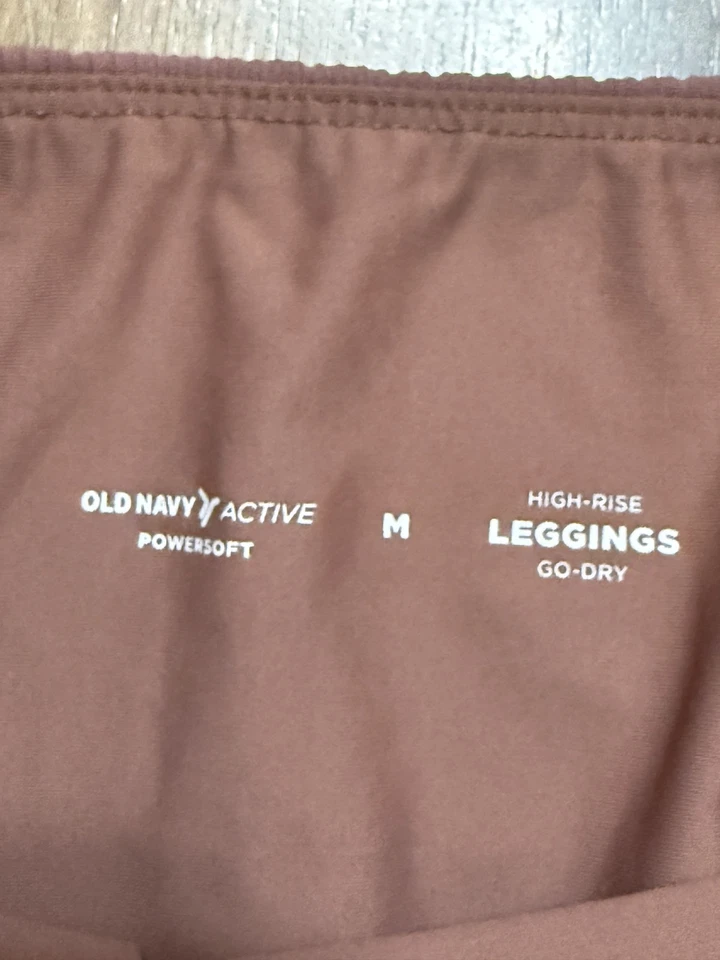 OLD NAVY ACTIVE
POWERSOFT
M
HIGH-RISE
LEGGINGS
GO-DRY